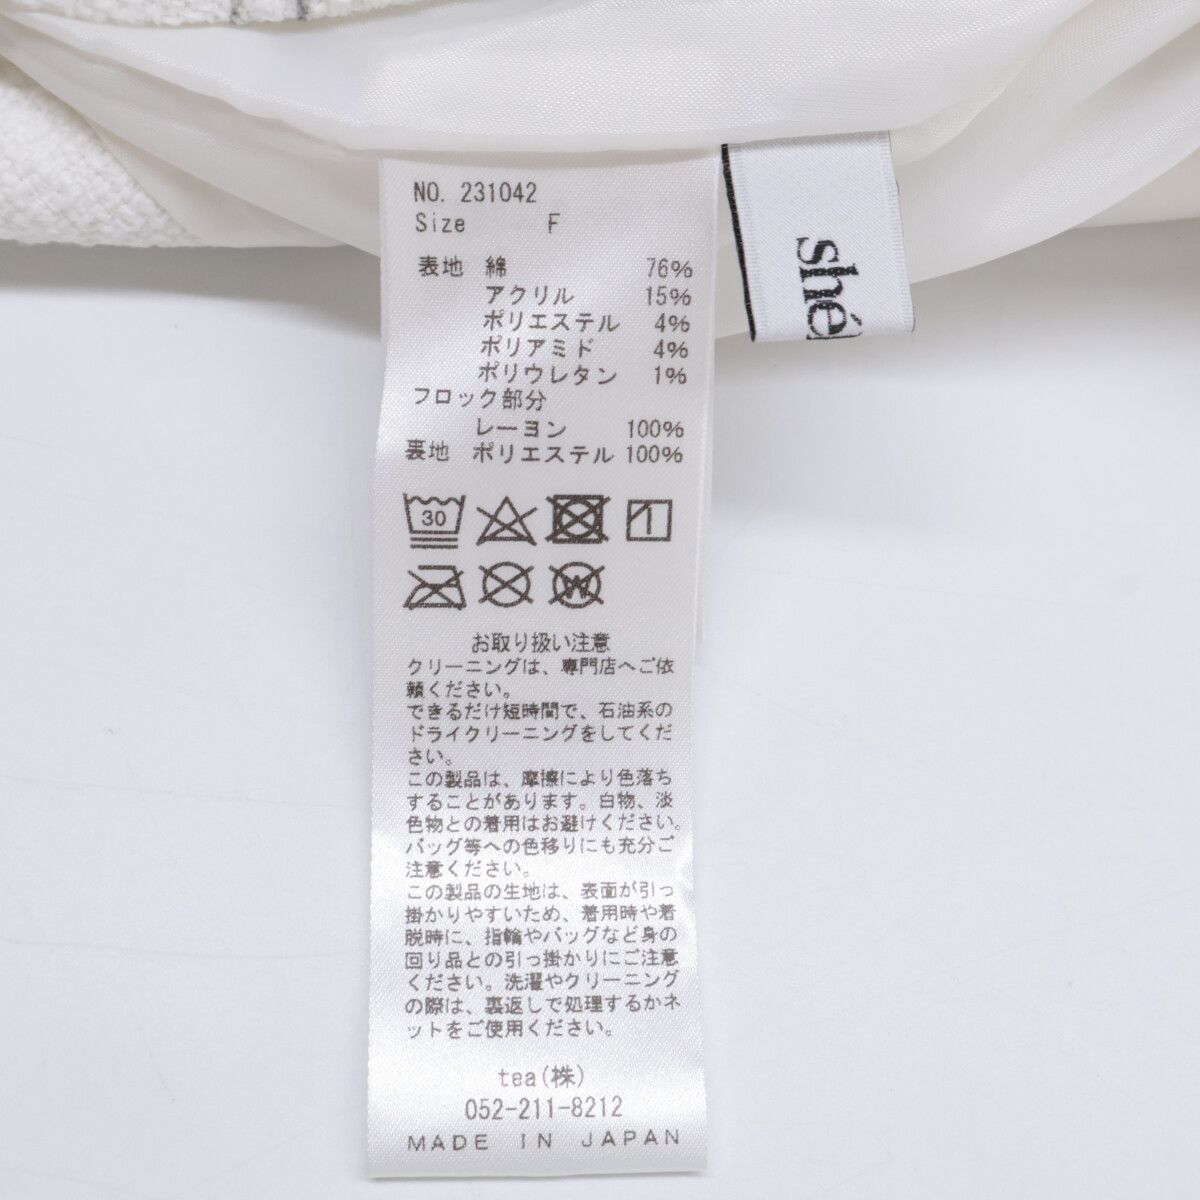 NO. 231042
Size F
表地 綿 76%
アクリル 15%
ポリエステル 4%
ポリアミド 4%
ポリウレタン 1%
フロック部分
レーヨン 100%
裏地 ポリエステル 100%
30
W
お取り扱い注意
クリーニングは、専門店へご依
頼ください。
できるだけ短時間で、石油系の
ドライクリーニングをしてくだ
さい。
この製品は、摩擦により色落ち
することがあります。白物、淡
色物との着用はお避けください。
バッグ等への色移りにも充分ご
注意ください。
この製品の生地は、表面が引っ
掛かりやすいため、着用時や着
脱時に、指輪やバッグなど身の
回り品との引っ掛かりにご注意
ください。洗濯やクリーニング
の際は、裏返しで処理するかネ
ットをご使用ください。
tea(株)
052-211-8212
MADE IN JAPAN
shé